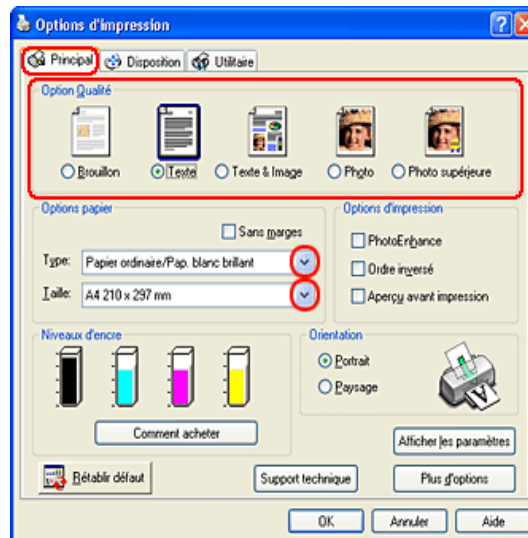 Options d'impression
Principal Disposition Utilitaire
Option Qualité
Brouillon Texte Texte & Image Photo Photo supérieure
Options papier
Sans marges
Type: Papier ordinaire/Pap. blanc brillant
Taille: A4 210 x 297 mm
Options d'impression
PhotoEnhance
Ordre inversé
Aperçu avant impression
Niveaux d'encre
Comment acheter
Orientation
Portrait
Paysage
Afficher les paramètres
Rétablir défaut Support technique Plus d'options
OK Annuler Aide